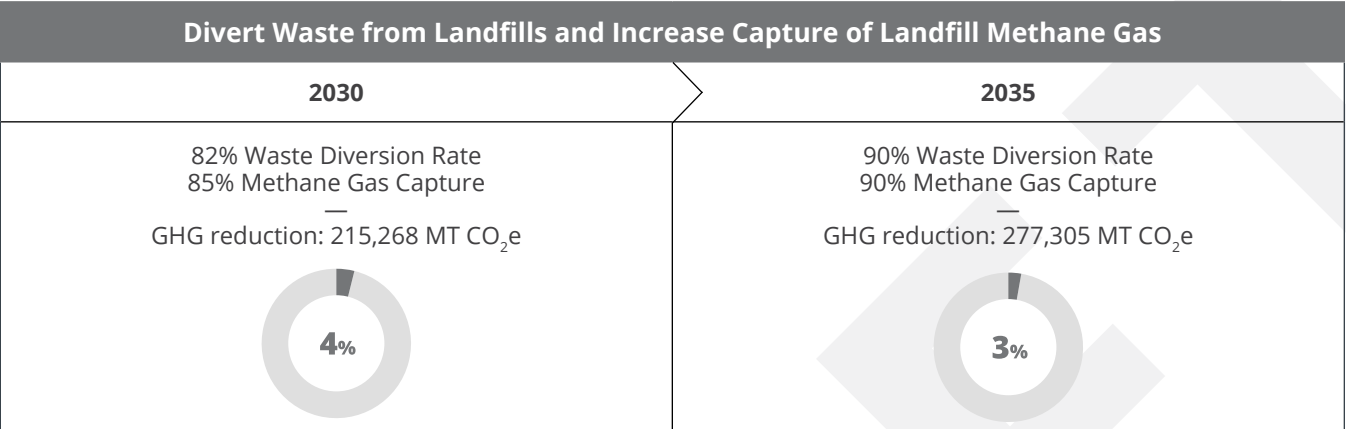 Divert Waste from Landfills and Increase Capture of Landfill Methane Gas
2030
2035
82% Waste Diversion Rate
85% Methane Gas Capture
—
GHG reduction: 215,268 MT CO₂e
4%
90% Waste Diversion Rate
90% Methane Gas Capture
—
GHG reduction: 277,305 MT CO₂e
3%